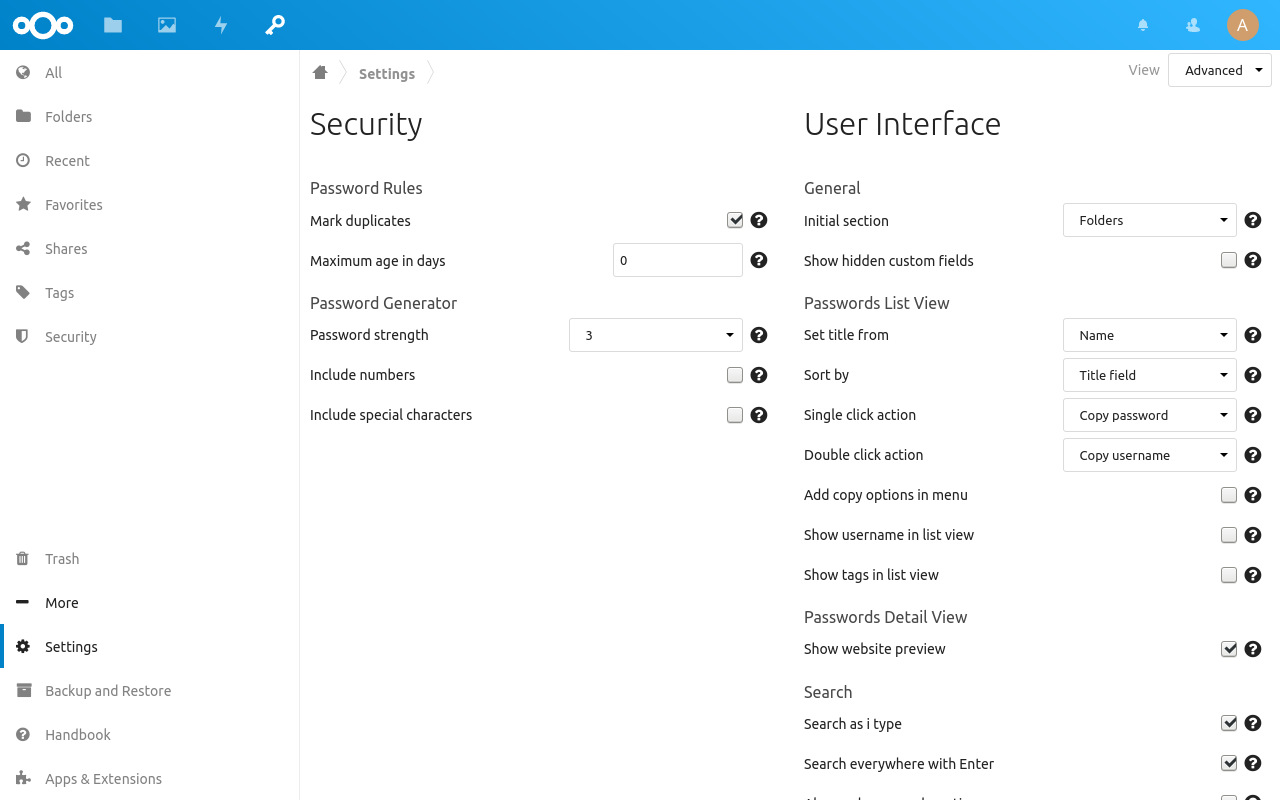 A
All
Folders
Recent
Favorites
Shares
Tags
Security
Trash
More
Settings
Backup and Restore
Handbook
Apps & Extensions
Settings
View
Advanced
Security
Password Rules
Mark duplicates
Maximum age in days
0
Password Generator
Password strength
3
Include numbers
Include special characters
User Interface
General
Initial section
Folders
Show hidden custom fields
Passwords List View
Set title from
Name
Sort by
Title field
Single click action
Copy password
Double click action
Copy username
Add copy options in menu
Show username in list view
Show tags in list view
Passwords Detail View
Show website preview
Search
Search as i type
Search everywhere with Enter